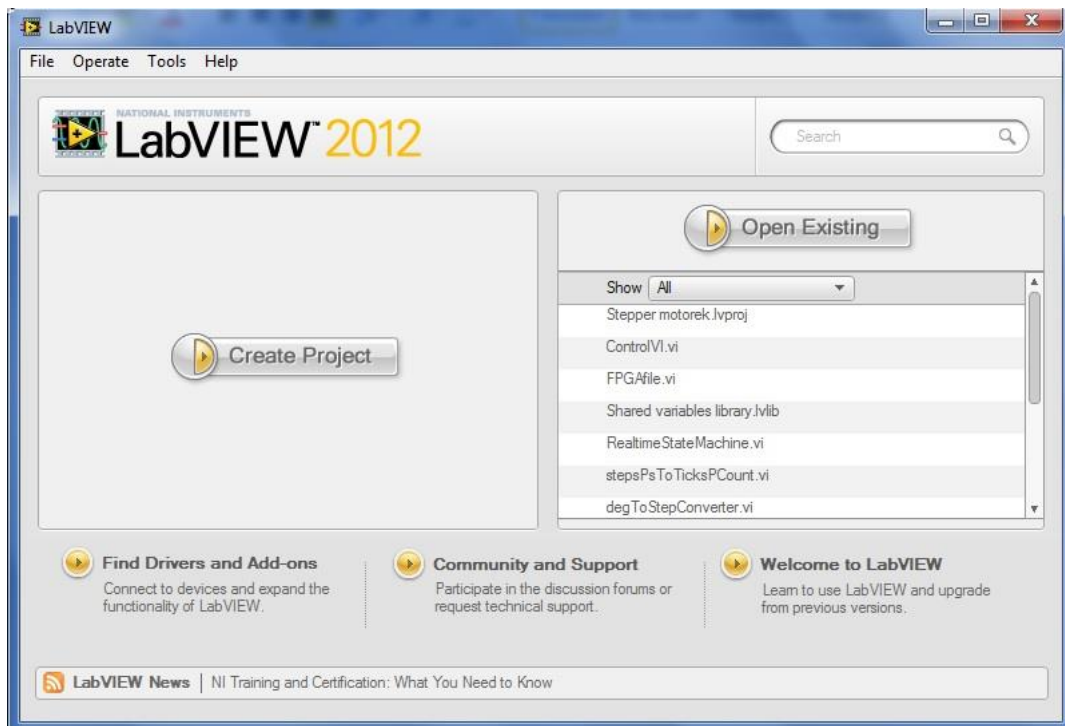 LabVIEW
File Operate Tools Help
NATIONAL INSTRUMENTS
LabVIEW™ 2012
Search
Create Project
Open Existing
Show All
Stepper motorek.lvproj
ControlVI.vi
FPGAfile.vi
Shared variables library.lvlib
RealtimeStateMachine.vi
stepsPsToTicksPCount.vi
degToStepConverter.vi
Find Drivers and Add-ons
Connect to devices and expand the
functionality of LabVIEW.
Community and Support
Participate in the discussion forums or
request technical support.
Welcome to LabVIEW
Learn to use LabVIEW and upgrade
from previous versions.
LabVIEW News | NI Training and Certification: What You Need to Know